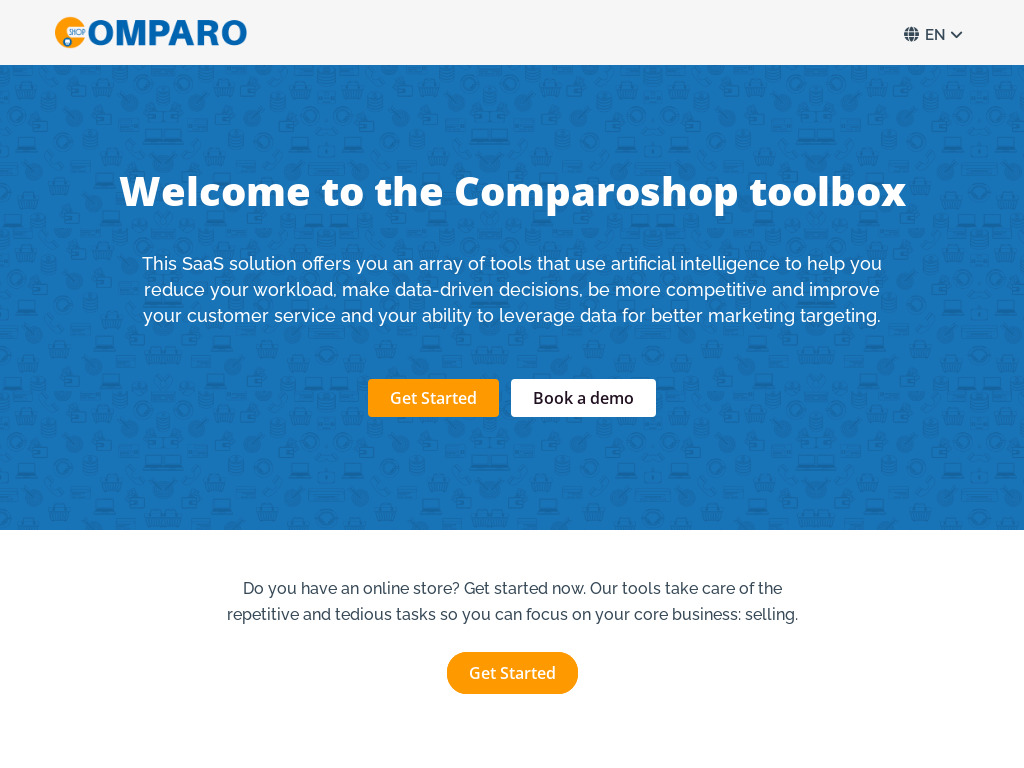 SHOP
COMPARO
EN
Welcome to the Comparoshop toolbox
This SaaS solution offers you an array of tools that use artificial intelligence to help you
reduce your workload, make data-driven decisions, be more competitive and improve
your customer service and your ability to leverage data for better marketing targeting.
Get Started
Book a demo
Do you have an online store? Get started now. Our tools take care of the
repetitive and tedious tasks so you can focus on your core business: selling.
Get Started